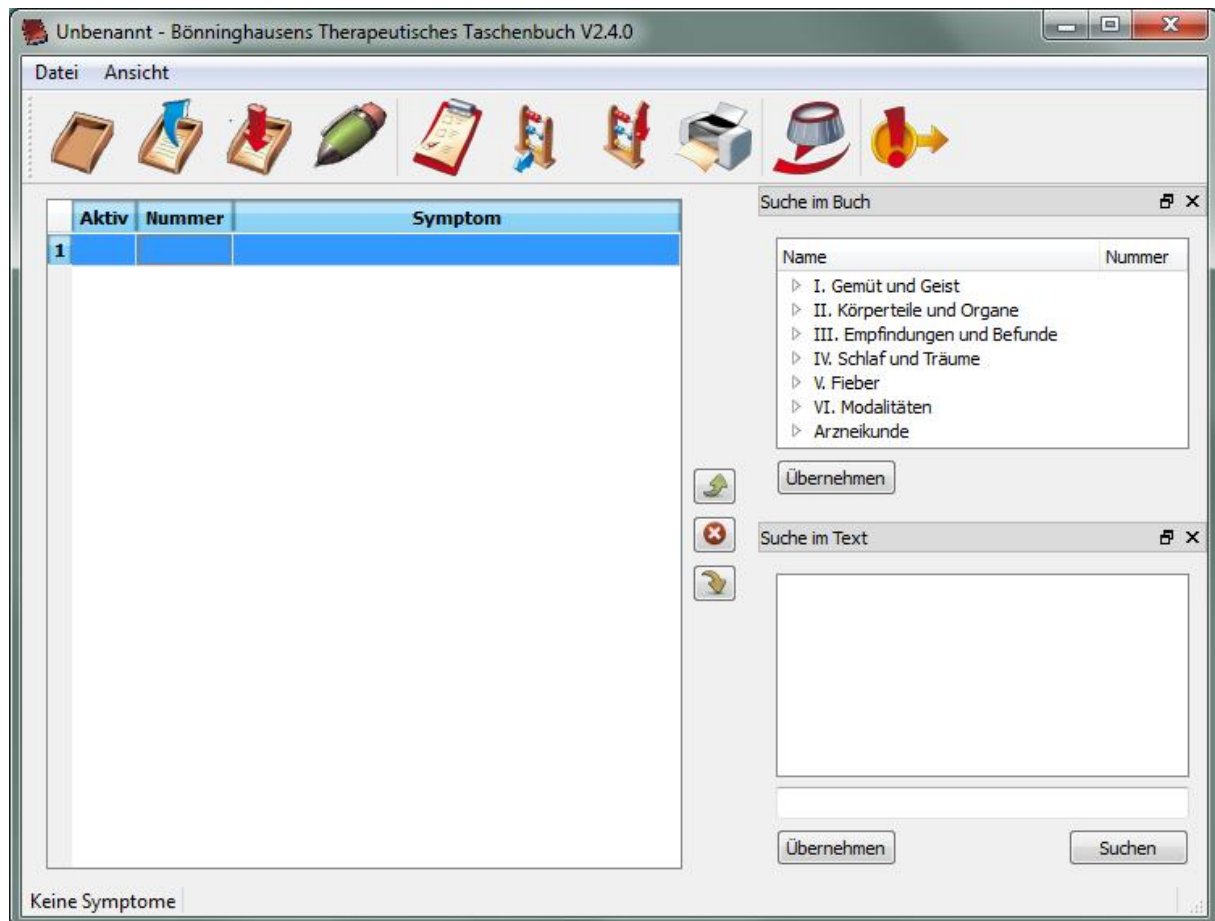 Unbenannt - Bönninghausens Therapeutisches Taschenbuch V2.4.0
Datei Ansicht
Aktiv Nummer Symptom
1
Suche im Buch
Name Nummer
I. Gemüt und Geist
II. Körperteile und Organe
III. Empfindungen und Befunde
IV. Schlaf und Träume
V. Fieber
VI. Modalitäten
Arzneikunde
Übernehmen
Suche im Text
Übernehmen Suchen
Keine Symptome